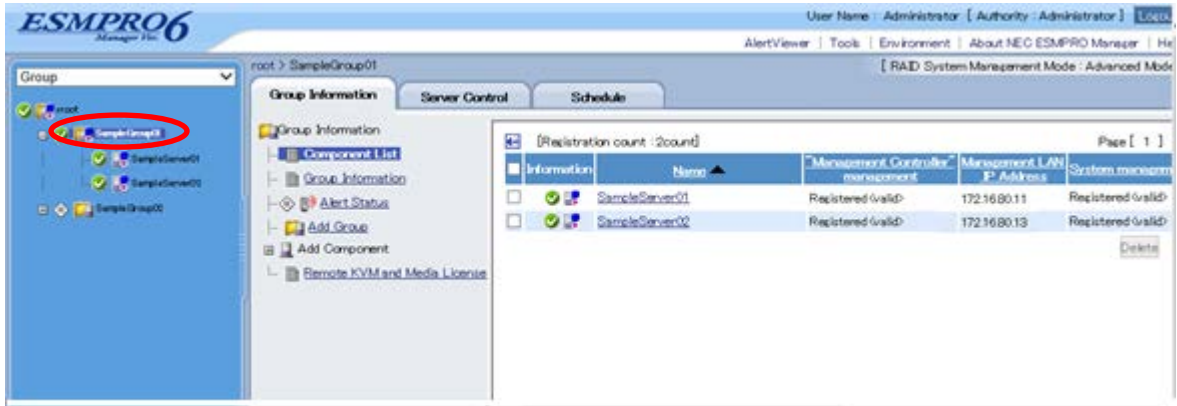 ESMPRO6
User Name : Administrator [ Authority : Administrator ]
AlertViewer | Tools | Environment | About NEC ESMPRO Manager |
Group
root > SampleGroup01
[ RAID System Management Mode : Advanced Mode
Group Information
Server Control
Schedule
root
SampleGroup01
SampleServer01
SampleServer02
SampleGroup02
Group Information
Component List
Group Information
Alert Status
Add Group
Add Component
Remote KVM and Media License
[Registration count : 2count]
Page [ 1 ]
Information
Name
"Management Controller" management
Management LAN IP Address
System
SampleServer01
Registered (valid)
172.16.80.11
Registered (valid)
SampleServer02
Registered (valid)
172.16.80.13
Registered (valid)
Delete